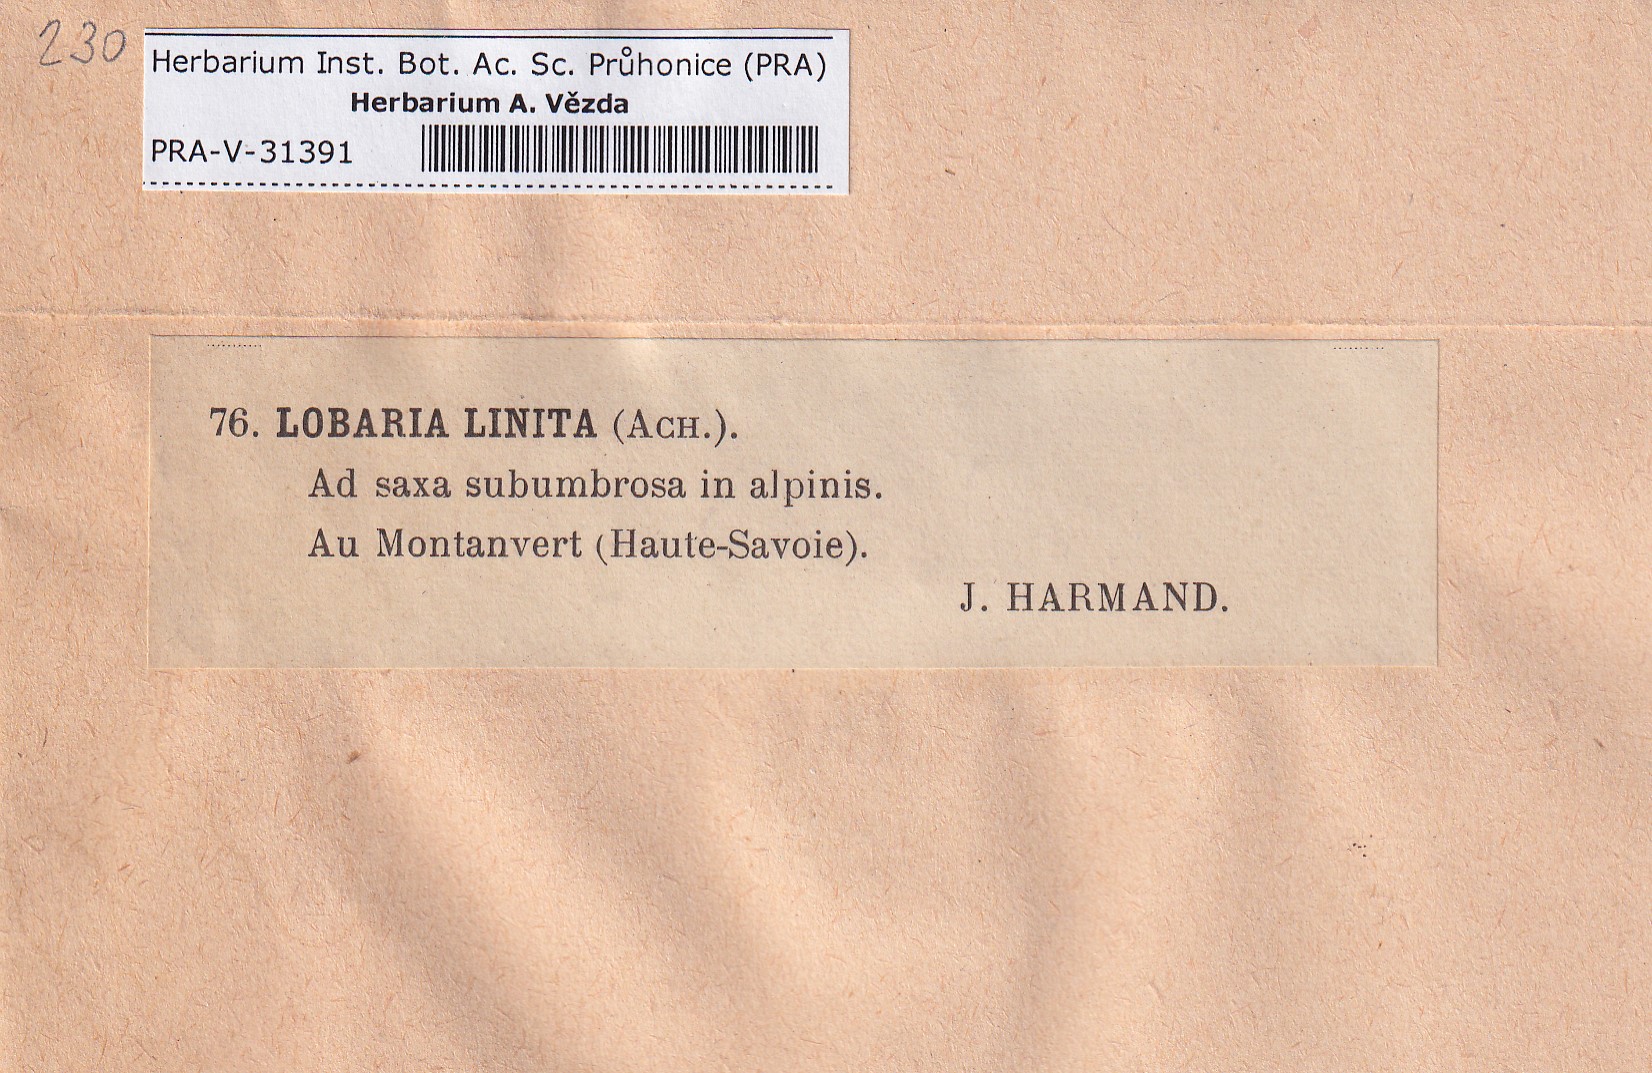 230
Herbarium Inst. Bot. Ac. Sc. Průhonice (PRA)
Herbarium A. Vězda
PRA-V-31391
76. LOBARIA LINITA (ACH.).
Ad saxa subumbrosa in alpinis.
Au Montanvert (Haute-Savoie).
J. HARMAND.